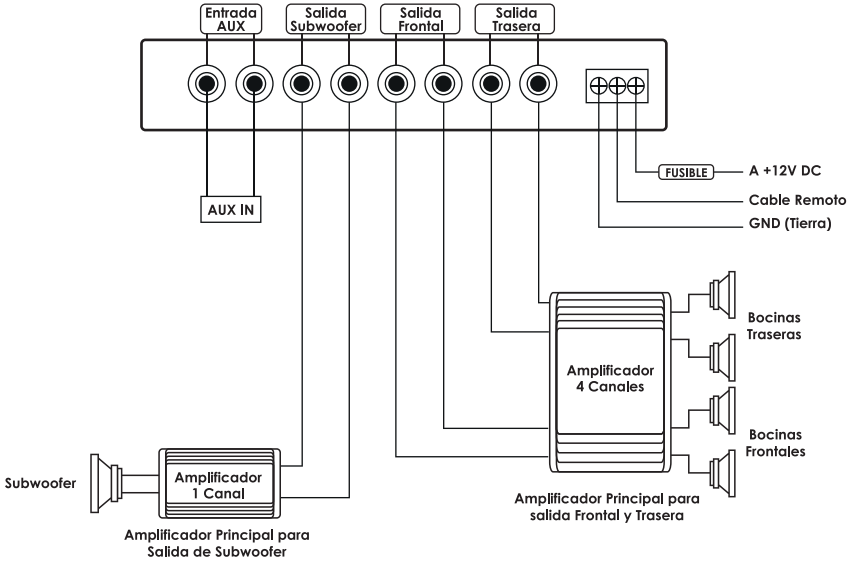 Entrada
AUX
Salida
Subwoofer
Salida
Frontal
Salida
Trasera
FUSIBLE
A +12V DC
Cable Remoto
GND (Tierra)
AUX IN
Bocinas
Traseras
Amplificador
4 Canales
Bocinas
Frontales
Subwoofer
Amplificador
1 Canal
Amplificador Principal para
salida Frontal y Trasera
Amplificador Principal para
Salida de Subwoofer